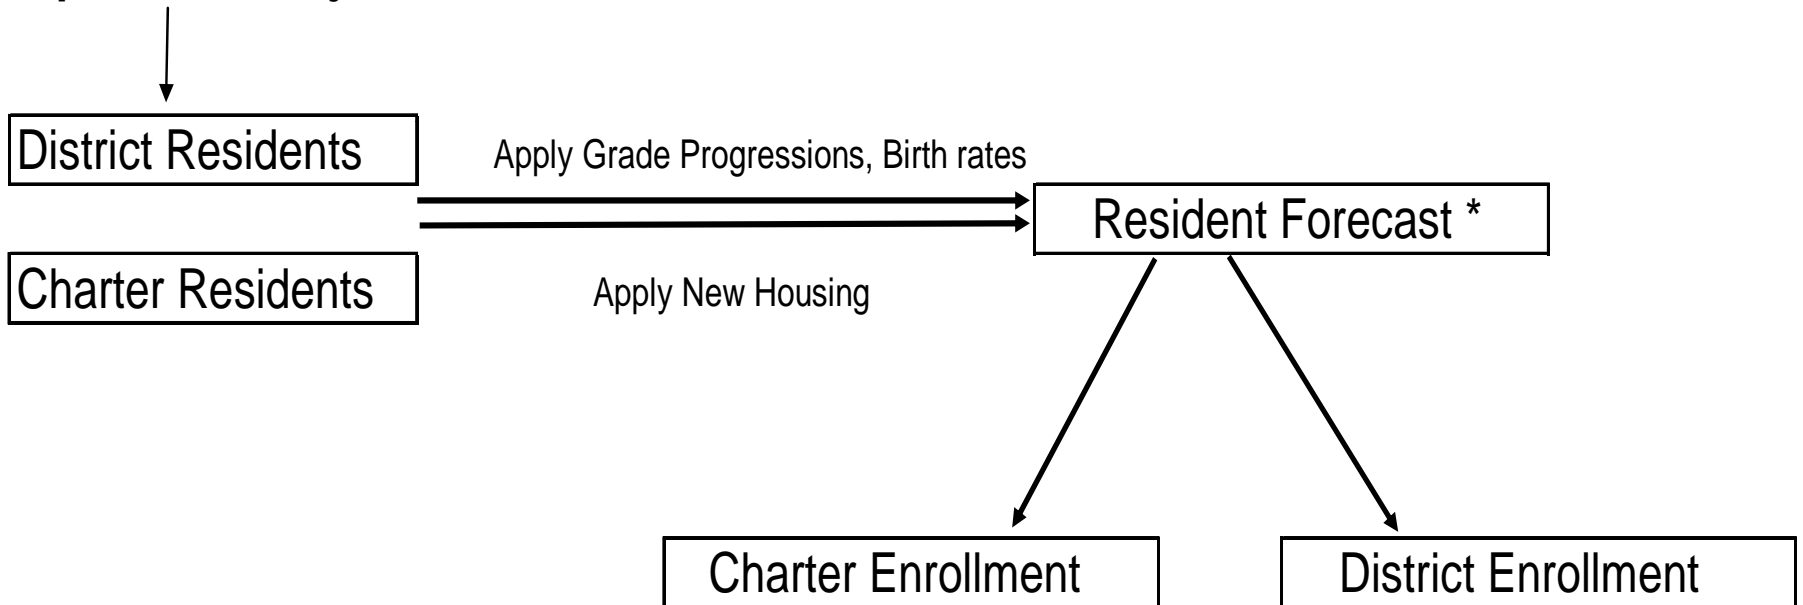 District Residents
Apply Grade Progressions, Birth rates
Resident Forecast *
Charter Residents
Apply New Housing
Charter Enrollment
District Enrollment